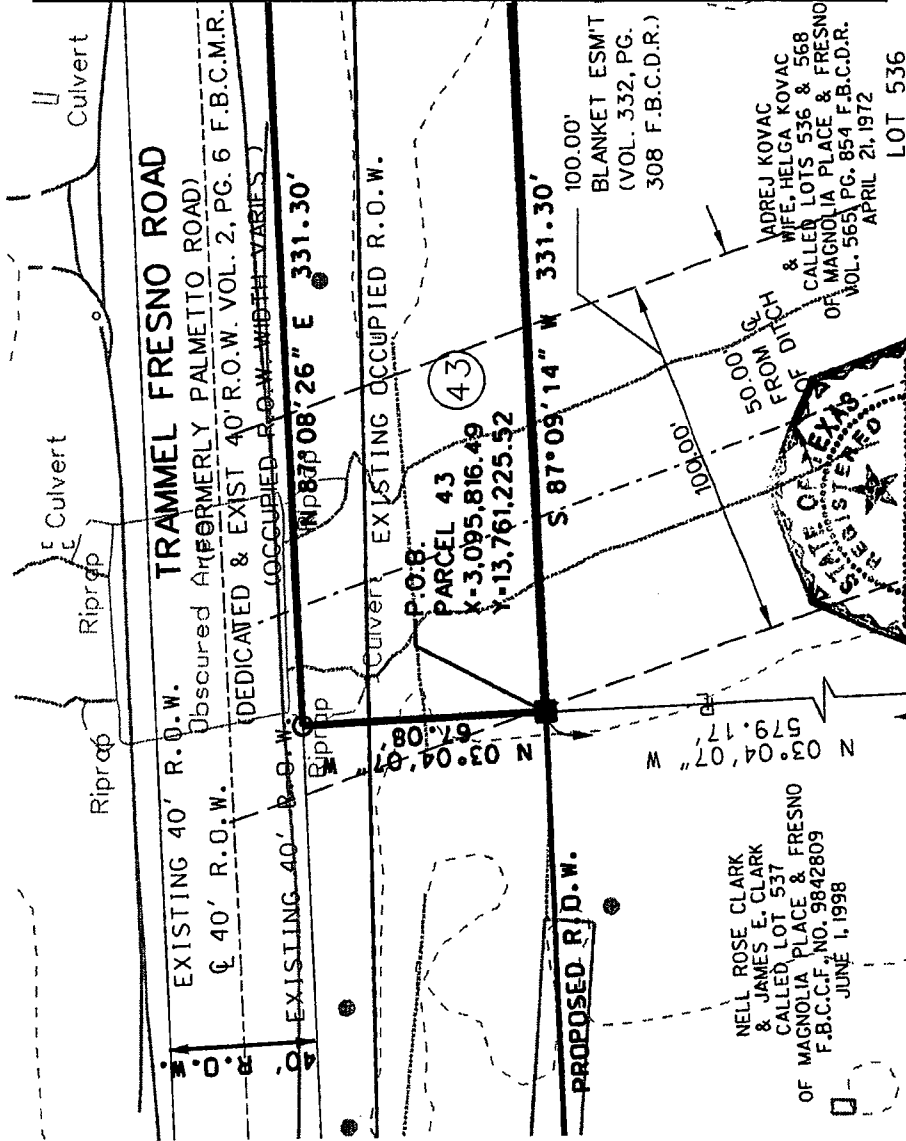 Culvert
Culvert
Riprap
Riprap
EXISTING 40' R.O.W.
TRAMMEL FRESNO ROAD
Obscured Area
(FORMERLY PALMETTO ROAD)
℄ 40' R.O.W.
(DEDICATED & EXIST 40' R.O.W. VOL. 2, PG. 6 F.B.C.M.R.
(OCCUPIED R.O.W. WIDTH VARIES)
40' R.O.W.
EXISTING 40' R.O.W.
N 87°08'26" E 331.30'
Riprap
Riprap
Culvert
EXISTING OCCUPIED R.O.W.
N 03°04'07" W
67.08'
P.O.B.
PARCEL 43
X=3,095,816.49
Y=13,761,225.52
43
S 87°09'14" W 331.30'
PROPOSED R.O.W.
100.00'
BLANKET ESM'T
(VOL. 332, PG.
308 F.B.C.D.R.)
100.00'
50.00'
FROM ℄
OF DITCH
N 03°04'07" W
579.17'
ADREJ KOVAC
& WIFE, HELGA KOVAC
CALLED LOTS 536 & 568
OF MAGNOLIA PLACE & FRESNO
VOL. 565, PG. 854 F.B.C.D.R.
APRIL 21, 1972
LOT 536
NELL ROSE CLARK
& JAMES E. CLARK
CALLED LOT 537
OF MAGNOLIA PLACE & FRESNO
F.B.C.C.F. NO. 9842809
JUNE 1, 1998
STATE OF TEXAS
REGISTERED